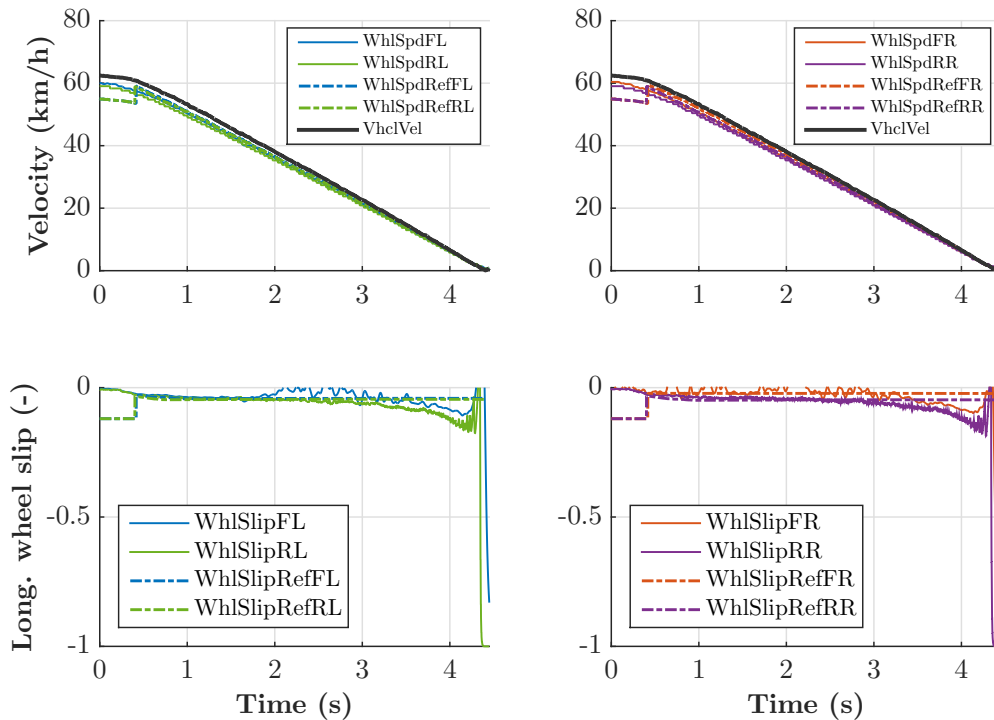 80
60
40
20
0
Velocity (km/h)
0 1 2 3 4
WhlSpdFL
WhlSpdRL
WhlSpdRefFL
WhlSpdRefRL
VhclVel
80
60
40
20
0
0 1 2 3 4
WhlSpdFR
WhlSpdRR
WhlSpdRefFR
WhlSpdRefRR
VhclVel
0
-0.5
-1
Long. wheel slip (-)
WhlSlipFL
WhlSlipRL
WhlSlipRefFL
WhlSlipRefRL
0 1 2 3 4
Time (s)
0
-0.5
-1
WhlSlipFR
WhlSlipRR
WhlSlipRefFR
WhlSlipRefRR
0 1 2 3 4
Time (s)